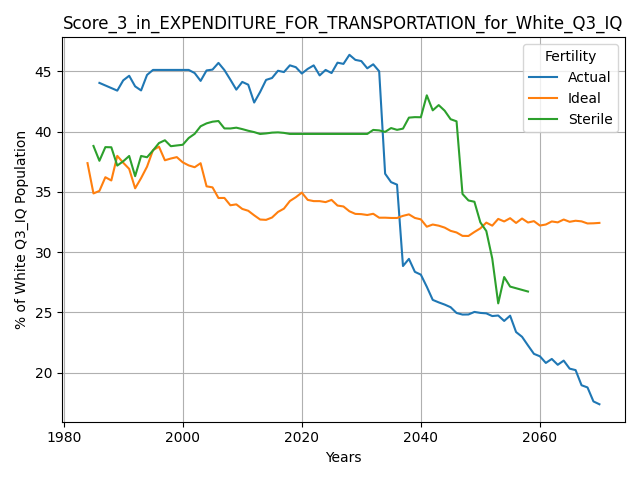 Score_3_in_EXPENDITURE_FOR_TRANSPORTATION_for_White_Q3_IQ
% of White Q3_IQ Population
45
40
35
30
25
20
Fertility
Actual
Ideal
Sterile
1980
2000
2020
2040
2060
Years